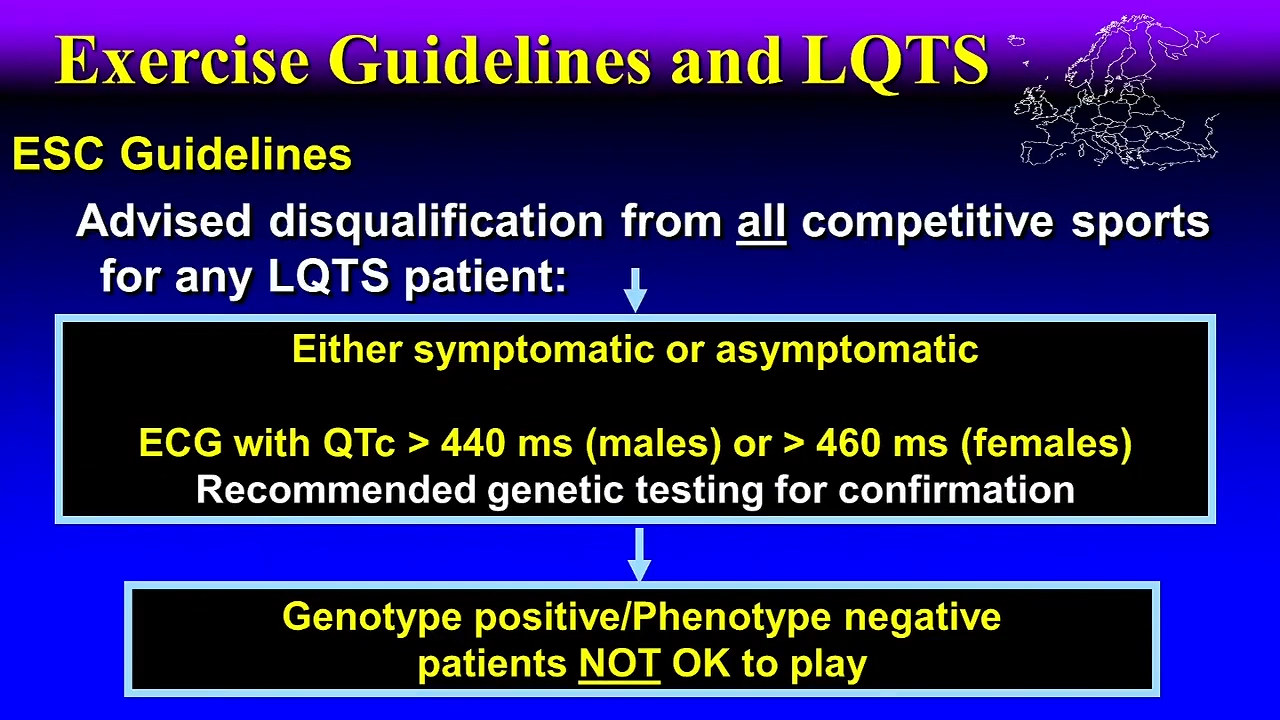 Exercise Guidelines and LQTS
ESC Guidelines
Advised disqualification from all competitive sports
for any LQTS patient:
Either symptomatic or asymptomatic
ECG with QTc > 440 ms (males) or > 460 ms (females)
Recommended genetic testing for confirmation
Genotype positive/Phenotype negative
patients NOT OK to play